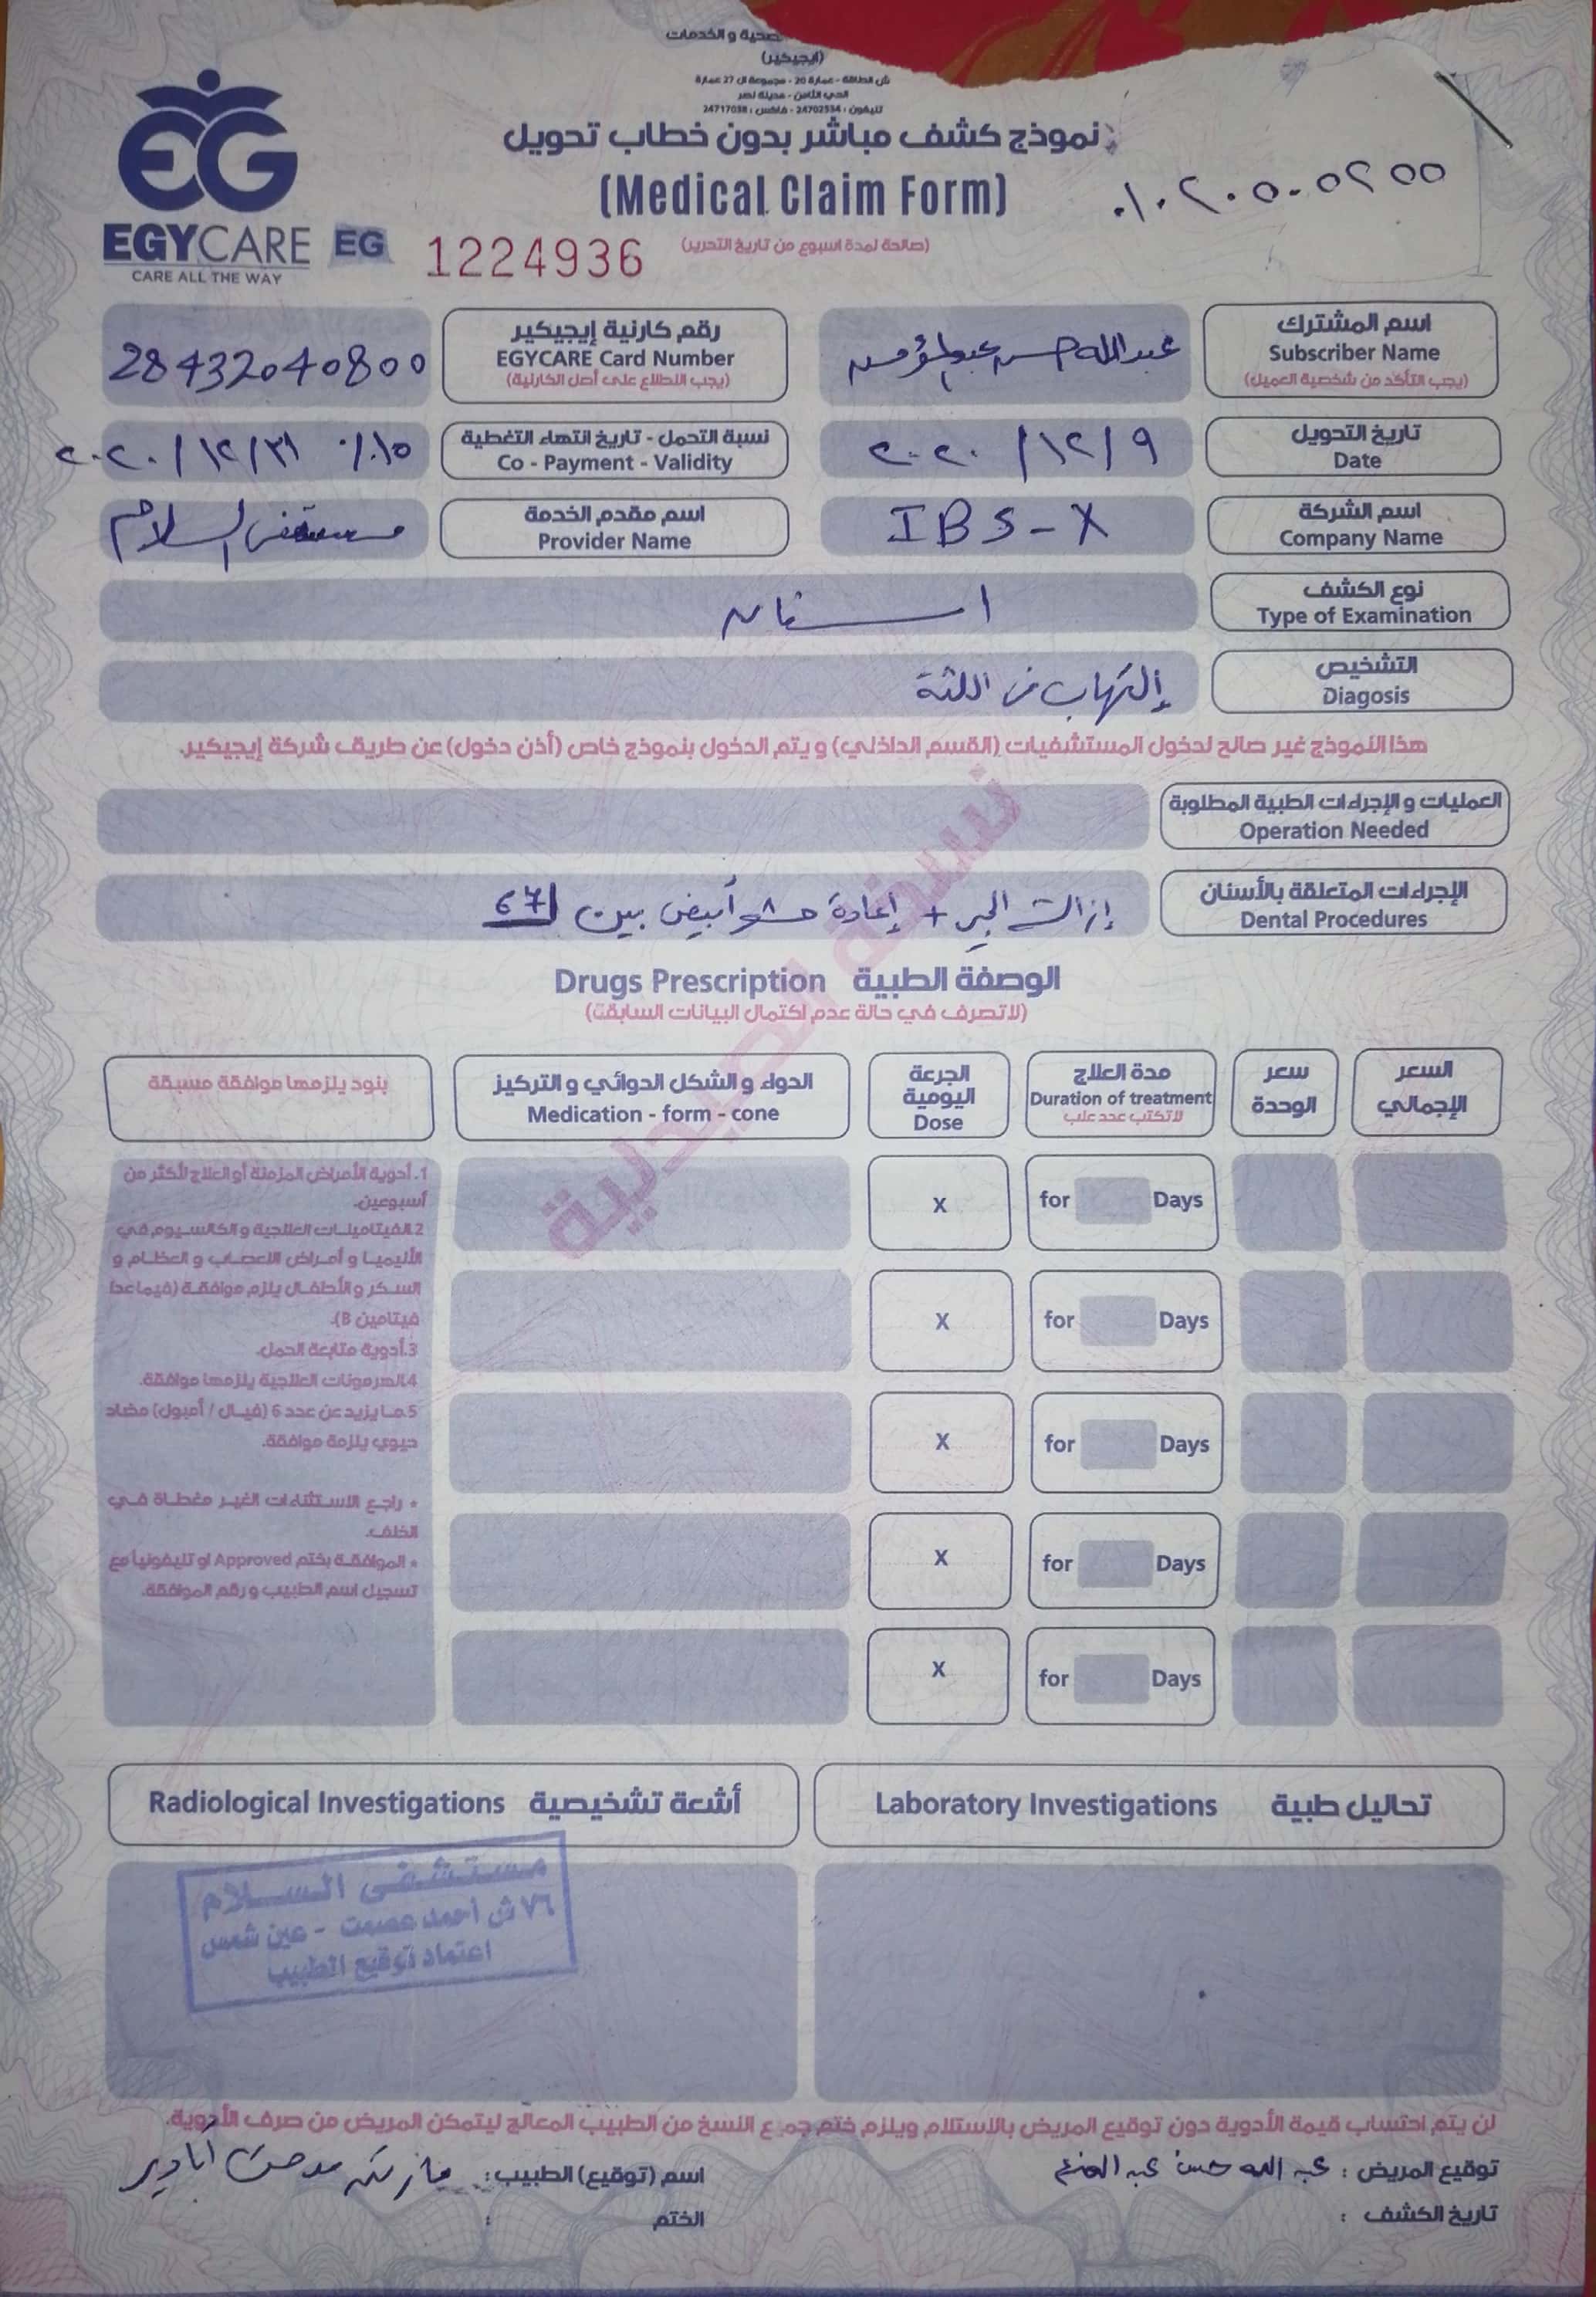 صحية والخدمات
(ايجيكير)
ش الطاقة - عمارة 20 - مجموعة ال 27 عمارة
الحي الثامن - مدينة نصر
تليفون : 24702554 - فاكس : 24717038
نموذج كشف مباشر بدون خطاب تحويل
(Medical Claim Form)
(صالحة لمدة اسبوع من تاريخ التحرير)
٠١٠٢٠٠٥٠٥٢٥٥
EG
EGYCARE
CARE ALL THE WAY
EG 1224936
اسم المشترك
Subscriber Name
(يجب التأكد من شخصية العميل)
عبدالله حسن
رقم كارنية إيجيكير
EGYCARE Card Number
(يجب الاطلاع على أصل الكارنية)
28432040800
تاريخ التحويل
Date
٢٠٢٠/١٢/٩
نسبة التحمل - تاريخ انتهاء التغطية
Co - Payment - Validity
٪١٥ ٢٠٢٠/١٢/٣١
اسم الشركة
Company Name
IBS-X
اسم مقدم الخدمة
Provider Name
مستشفى السلام
نوع الكشف
Type of Examination
اسنان
التشخيص
Diagosis
إلتهاب في اللثة
هذا النموذج غير صالح لدخول المستشفيات (القسم الداخلي) و يتم الدخول بنموذج خاص (أذن دخول) عن طريق شركة إيجيكير.
العمليات و الإجراءات الطبية المطلوبة
Operation Needed
الإجراءات المتعلقة بالأسنان
Dental Procedures
إزالة الجير + إعادة حشو أبيض بين 67
نسخة الصيدلية
Drugs Prescription الوصفة الطبية
(لاتصرف في حالة عدم اكتمال البيانات السابقة)
السعر الإجمالي
سعر الوحدة
مدة العلاج
Duration of treatment
لاتكتب عدد علب
الجرعة اليومية
Dose
الدواء و الشكل الدوائي و التركيز
Medication - form - cone
بنود يلزمها موافقة مسبقة
x for Days
x for Days
x for Days
x for Days
x for Days
1. أدوية الأمراض المزمنة أو العلاج لأكثر من
أسبوعين.
2.الفيتامينات العلاجية و الكالسيوم في
الأنيميا و أمراض الاعصاب و العظام و
السكر و الأطفال يلزم موافقة (فيما عدا
فيتامين B).
3.أدوية متابعة الحمل.
4.الهرمونات العلاجية يلزمها موافقة.
5.ما يزيد عن عدد 6 (فيال / أمبول) مضاد
حيوي يلزمة موافقة.
* راجع الاستثناءات الغير مغطاة في
الخلف.
* الموافقة بختم Approved او تليفونيا مع
تسجيل اسم الطبيب و رقم الموافقة.
Laboratory Investigations تحاليل طبية
Radiological Investigations أشعة تشخيصية
مستشفى السلام
٧٦ ش أحمد عصمت - عين شمس
اعتماد توقيع الطبيب
لن يتم احتساب قيمة الأدوية دون توقيع المريض بالاستلام ويلزم ختم جميع النسخ من الطبيب المعالج ليتمكن المريض من صرف الأدوية.
توقيع المريض : عبد الله حسن
اسم (توقيع) الطبيب :
تاريخ الكشف :
الختم :